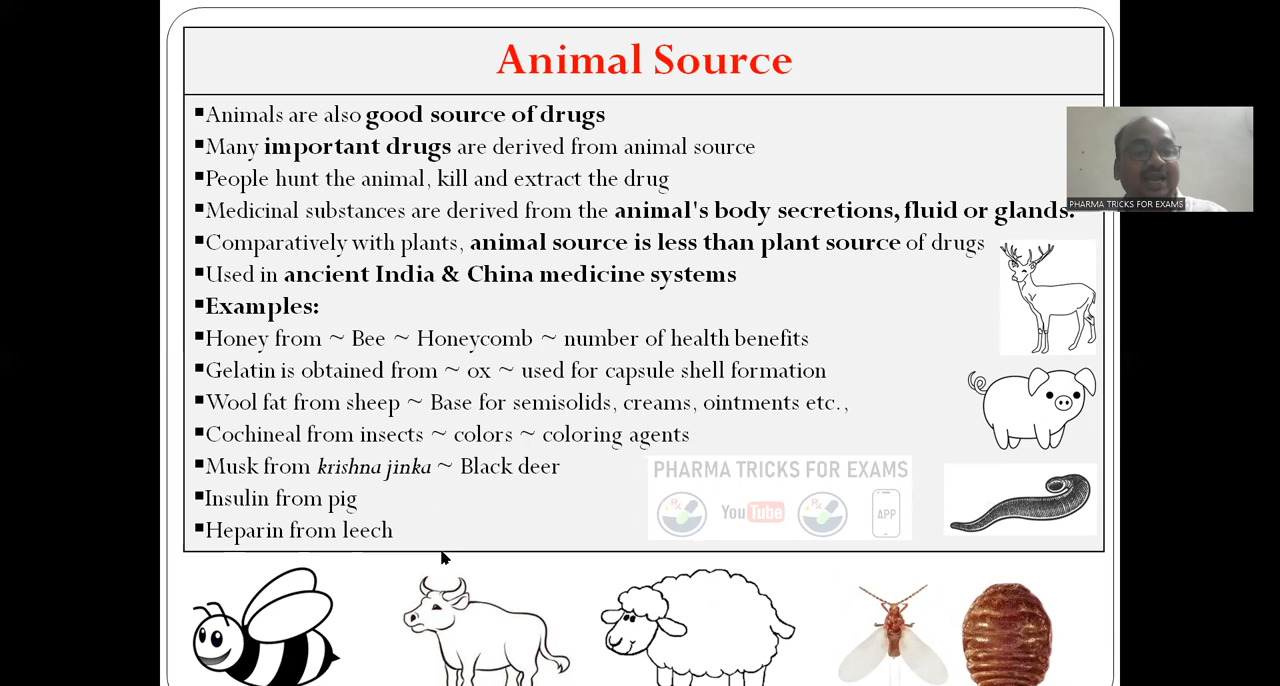 Animal Source
▪Animals are also good source of drugs
▪Many important drugs are derived from animal source
▪People hunt the animal, kill and extract the drug
▪Medicinal substances are derived from the animal's body secretions, fluid or glands.
▪Comparatively with plants, animal source is less than plant source of drugs
▪Used in ancient India & China medicine systems
▪Examples:
▪Honey from ~ Bee ~ Honeycomb ~ number of health benefits
▪Gelatin is obtained from ~ ox ~ used for capsule shell formation
▪Wool fat from sheep ~ Base for semisolids, creams, ointments etc.,
▪Cochineal from insects ~ colors ~ coloring agents
▪Musk from krishna jinka ~ Black deer
▪Insulin from pig
▪Heparin from leech
PHARMA TRICKS FOR EXAMS
Rx YouTube Rx APP
PHARMA TRICKS FOR EXAMS